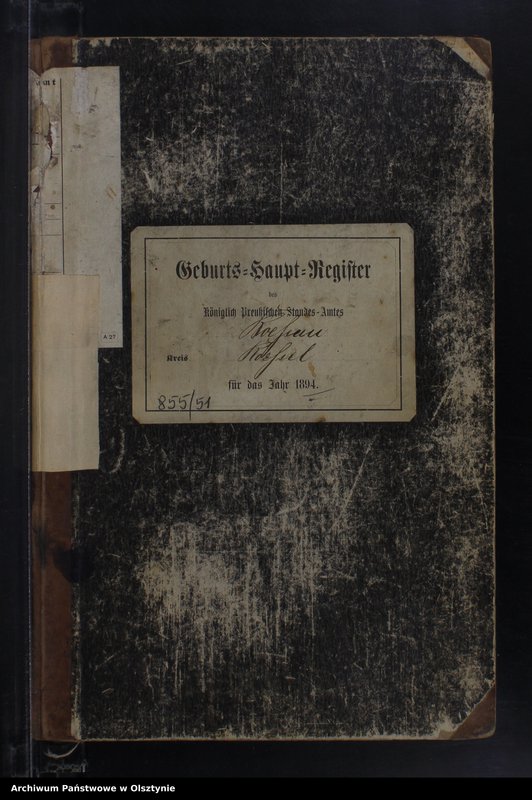 Geburts-Haupt-Register
des
Königlich Preußischen Standes-Amtes
Kreis Rößel
für das Jahr 1894.
855/51
A 27
Archiwum Państwowe w Olsztynie